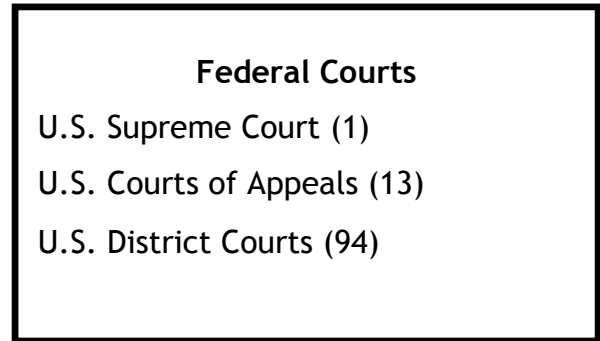 Federal Courts
U.S. Supreme Court (1)
U.S. Courts of Appeals (13)
U.S. District Courts (94)